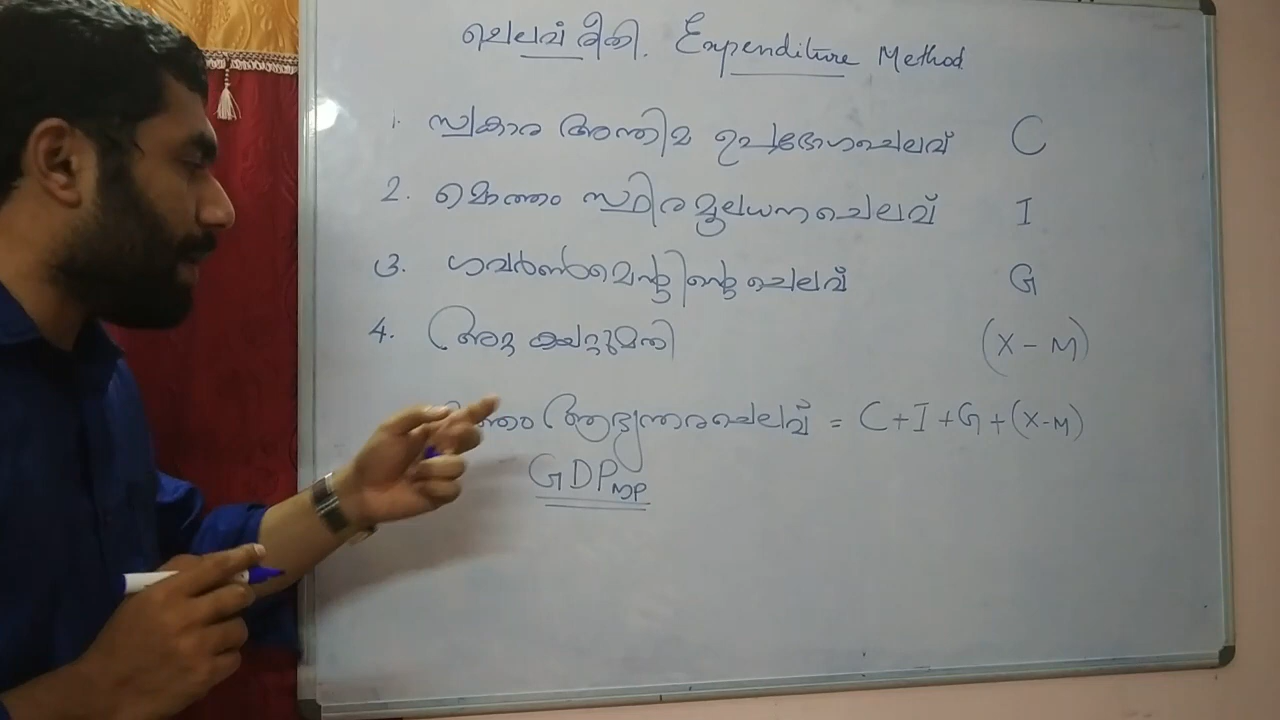 ചെലവ് രീതി. Expenditure Method
1. സ്വകാര്യ അന്തിമ ഉപഭോഗചെലവ് C
2. മൊത്തം സ്ഥിരമൂലധനചെലവ് I
3. ഗവൺമെന്റിന്റെ ചെലവ് G
4. അറ്റ കയറ്റുമതി (X - M)
ആഭ്യന്തരചെലവ് = C+I+G+(X-M)
GDP MP